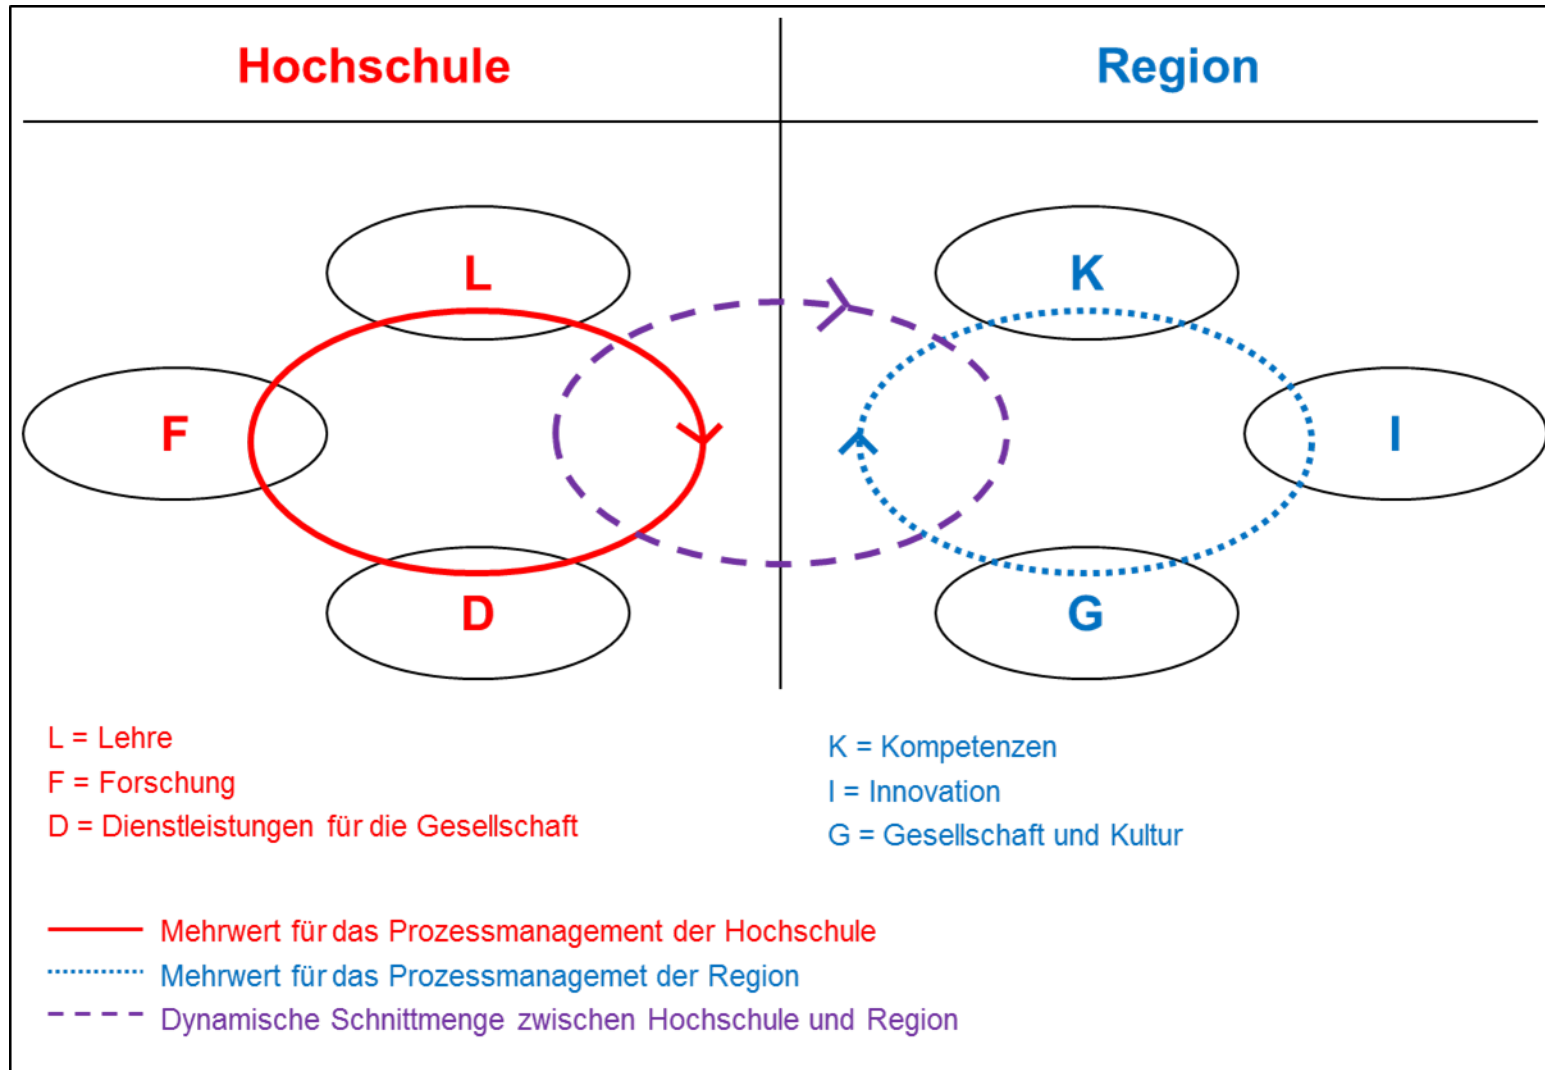 Hochschule
Region
L
K
F
I
D
G
L = Lehre
F = Forschung
D = Dienstleistungen für die Gesellschaft
K = Kompetenzen
I = Innovation
G = Gesellschaft und Kultur
Mehrwert für das Prozessmanagement der Hochschule
Mehrwert für das Prozessmanagemet der Region
Dynamische Schnittmenge zwischen Hochschule und Region